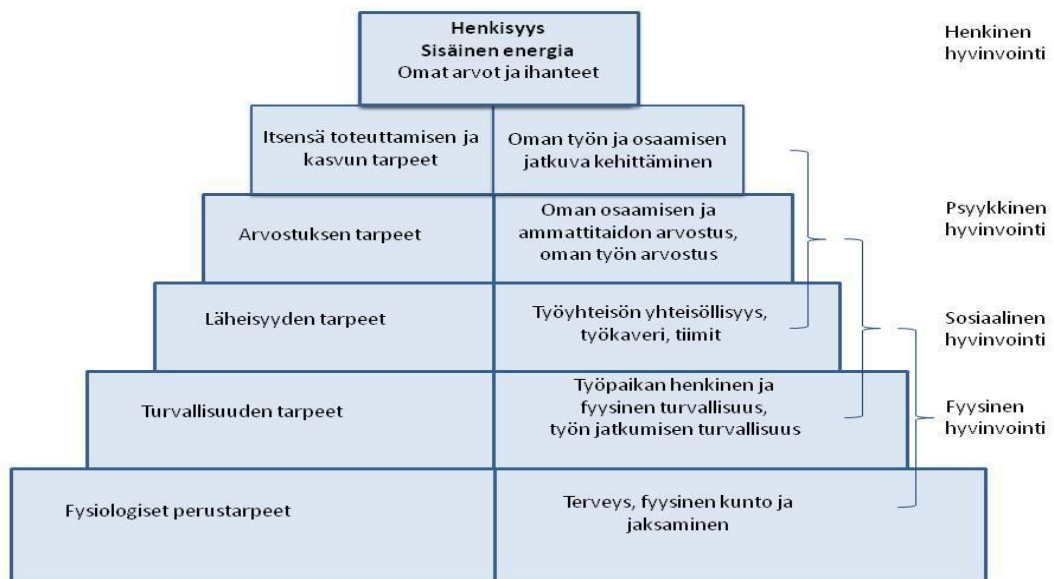 Henkisyys
Sisäinen energia
Omat arvot ja ihanteet
Henkinen
hyvinvointi
Itsensä toteuttamisen ja
kasvun tarpeet
Oman työn ja osaamisen
jatkuva kehittäminen
Arvostuksen tarpeet
Oman osaamisen ja
ammattitaidon arvostus,
oman työn arvostus
Psyykkinen
hyvinvointi
Läheisyyden tarpeet
Työyhteisön yhteisöllisyys,
työkaveri, tiimit
Sosiaalinen
hyvinvointi
Turvallisuuden tarpeet
Työpaikan henkinen ja
fyysinen turvallisuus,
työn jatkumisen turvallisuus
Fyysinen
hyvinvointi
Fysiologiset perustarpeet
Terveys, fyysinen kunto ja
jaksaminen